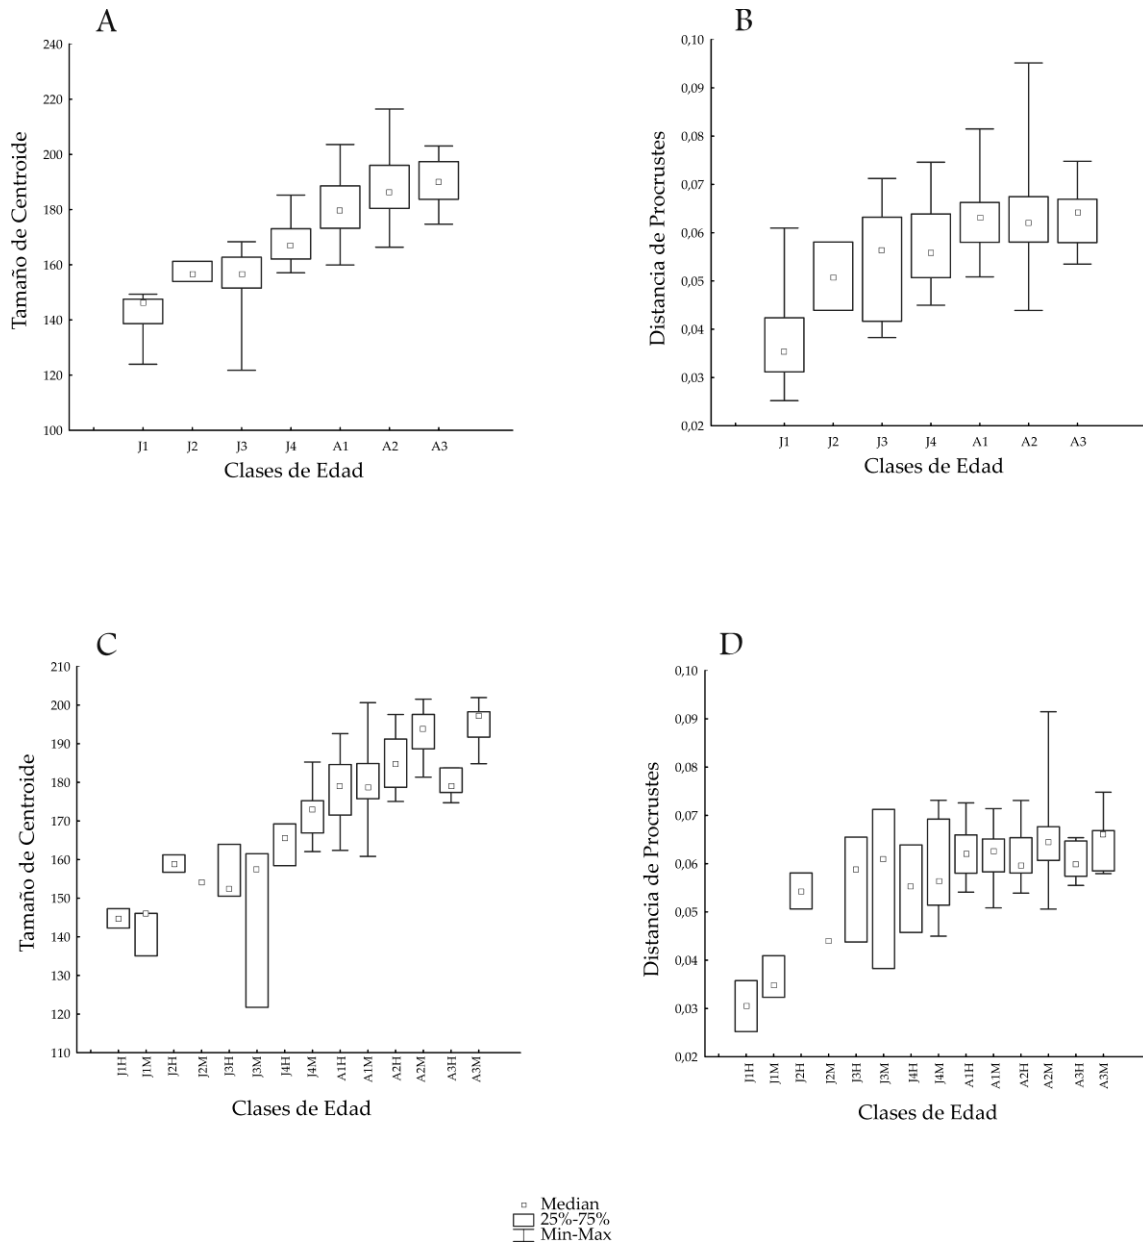 A
240
220
200
180
160
140
120
100
Tamaño de Centroide
J1 J2 J3 J4 A1 A2 A3
Clases de Edad
B
0,10
0,09
0,08
0,07
0,06
0,05
0,04
0,03
0,02
Distancia de Procrustes
J1 J2 J3 J4 A1 A2 A3
Clases de Edad
C
210
200
190
180
170
160
150
140
130
120
110
Tamaño de Centroide
J1H J1M J2H J2M J3H J3M J4H J4M A1H A1M A2H A2M A3H A3M
Clases de Edad
D
0,10
0,09
0,08
0,07
0,06
0,05
0,04
0,03
0,02
Distancia de Procrustes
J1H J1M J2H J2M J3H J3M J4H J4M A1H A1M A2H A2M A3H A3M
Clases de Edad
Median
25%-75%
Min-Max